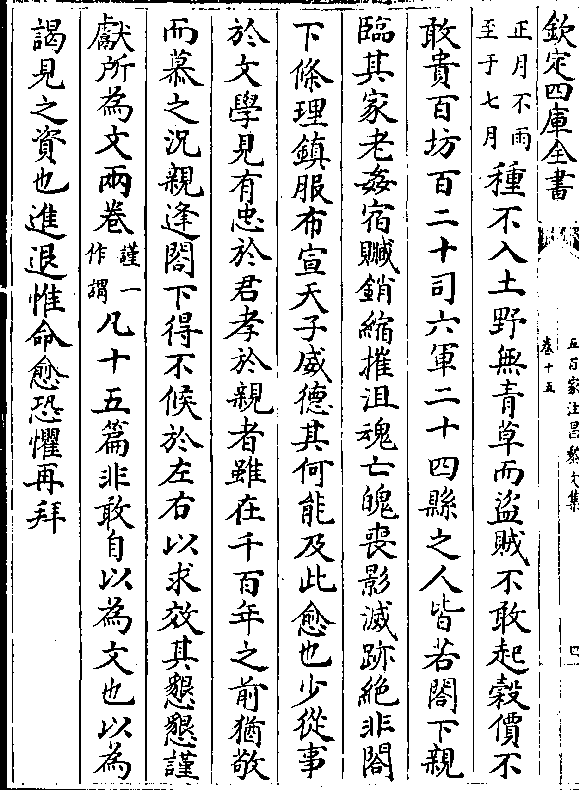 欽定四庫全書
五百家注昌黎文集
卷十五
四
正月不雨
至于七月
種不入土野無青草而盜賊不敢起穀價不
敢貴百坊百二十司六軍二十四縣之人皆若閣下親
臨其家老姦宿贓銷縮摧沮魂亡魄喪影滅跡絕非閣
下條理鎮服布宣天子威德其何能及此愈也少從事
於文學見有忠於君孝於親者雖在千百年之前猶敬
而慕之況親逢閣下得不候於左右以求效其懇懇謹
獻所為文兩卷
謹一
作謂
凡十五篇非敢自以為文也以為
謁見之資也進退惟命愈恐懼再拜